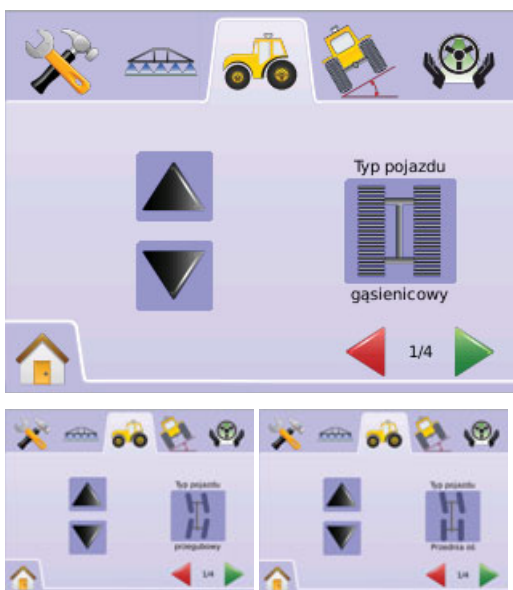 Typ pojazdu
gąsienicowy
1/4
Typ pojazdu
przegubowy
1/4
Typ pojazdu
Przednia oś
1/4